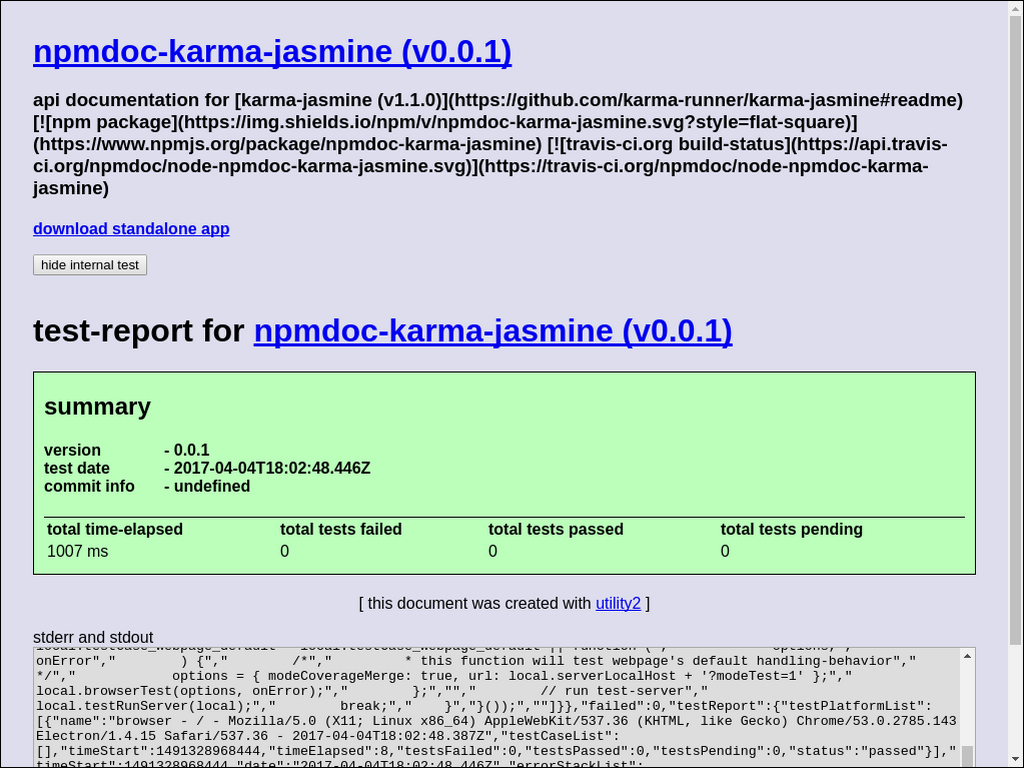 npmdoc-karma-jasmine (v0.0.1)
api documentation for [karma-jasmine (v1.1.0)](https://github.com/karma-runner/karma-jasmine#readme)
[![npm package](https://img.shields.io/npm/v/npmdoc-karma-jasmine.svg?style=flat-square)]
(https://www.npmjs.org/package/npmdoc-karma-jasmine) [![travis-ci.org build-status](https://api.travis-
ci.org/npmdoc/node-npmdoc-karma-jasmine.svg)](https://travis-ci.org/npmdoc/node-npmdoc-karma-
jasmine)
download standalone app
hide internal test
test-report for npmdoc-karma-jasmine (v0.0.1)
summary
version - 0.0.1
test date - 2017-04-04T18:02:48.446Z
commit info - undefined
total time-elapsed total tests failed total tests passed total tests pending
1007 ms 0 0 0
[ this document was created with utility2 ]
stderr and stdout
onError","        ) {","        /*","         * this function will test webpage's default handling-behavior","
*/","            options = { modeCoverageMerge: true, url: local.serverLocalHost + '?modeTest=1' };","
local.browserTest(options, onError);","        };","","        // run test-server","
local.testRunServer(local);","        break;","    }","}());",""]}},"failed":0,"testReport":{"testPlatformList":
[{"name":"browser - / - Mozilla/5.0 (X11; Linux x86_64) AppleWebKit/537.36 (KHTML, like Gecko) Chrome/53.0.2785.143
Electron/1.4.15 Safari/537.36 - 2017-04-04T18:02:48.387Z","testCaseList":
[],"timeStart":1491328968444,"timeElapsed":8,"testsFailed":0,"testsPassed":0,"testsPending":0,"status":"passed"}],"
timeStart":1491328968444,"date":"2017-04-04T18:02:48.446Z","errorStackList":